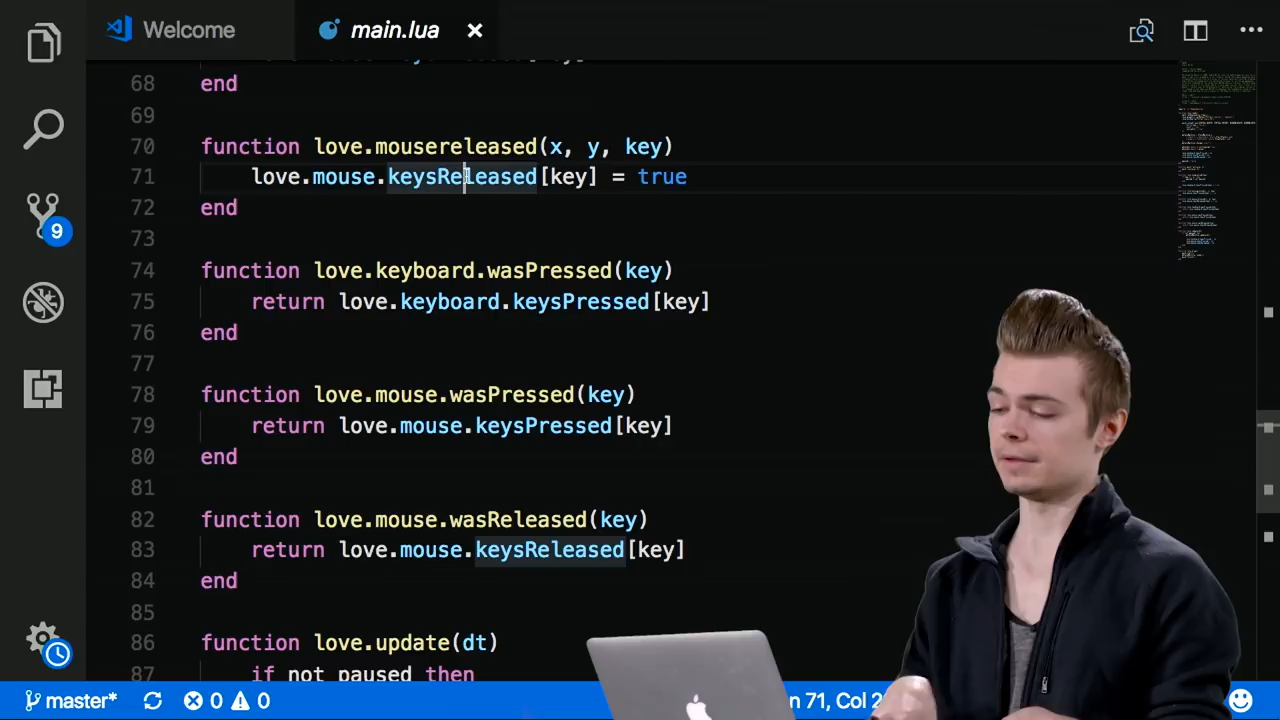 Welcome
main.lua
68 end
69
70 function love.mousereleased(x, y, key)
71 love.mouse.keysReleased[key] = true
72 end
73
74 function love.keyboard.wasPressed(key)
75 return love.keyboard.keysPressed[key]
76 end
77
78 function love.mouse.wasPressed(key)
79 return love.mouse.keysPressed[key]
80 end
81
82 function love.mouse.wasReleased(key)
83 return love.mouse.keysReleased[key]
84 end
85
86 function love.update(dt)
87 if not paused then
9
master* 0 0
n 71, Col 2